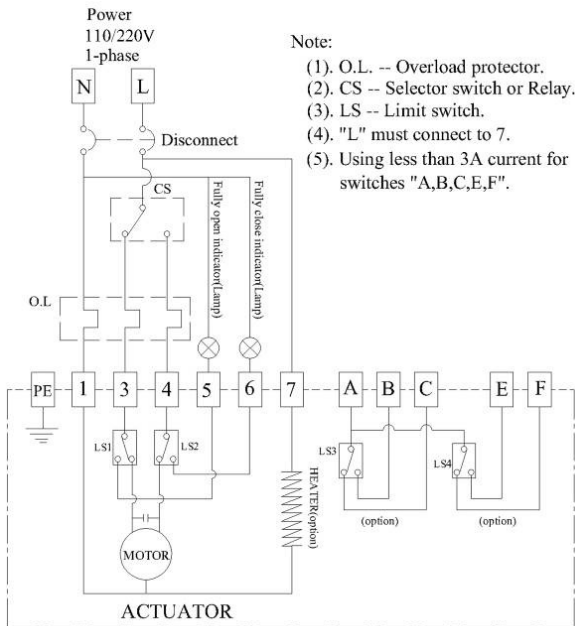 Power
110/220V
1-phase
N L
Disconnect
CS
O.L
Fully open indicator(Lamp)
Fully close indicator(Lamp)
Note:
(1). O.L. -- Overload protector.
(2). CS -- Selector switch or Relay.
(3). LS -- Limit switch.
(4). "L" must connect to 7.
(5). Using less than 3A current for
switches "A,B,C,E,F".
PE 1 3 4 5 6 7 A B C E F
LS1 LS2 LS3 LS4
HEATER(option)
(option) (option)
MOTOR
ACTUATOR